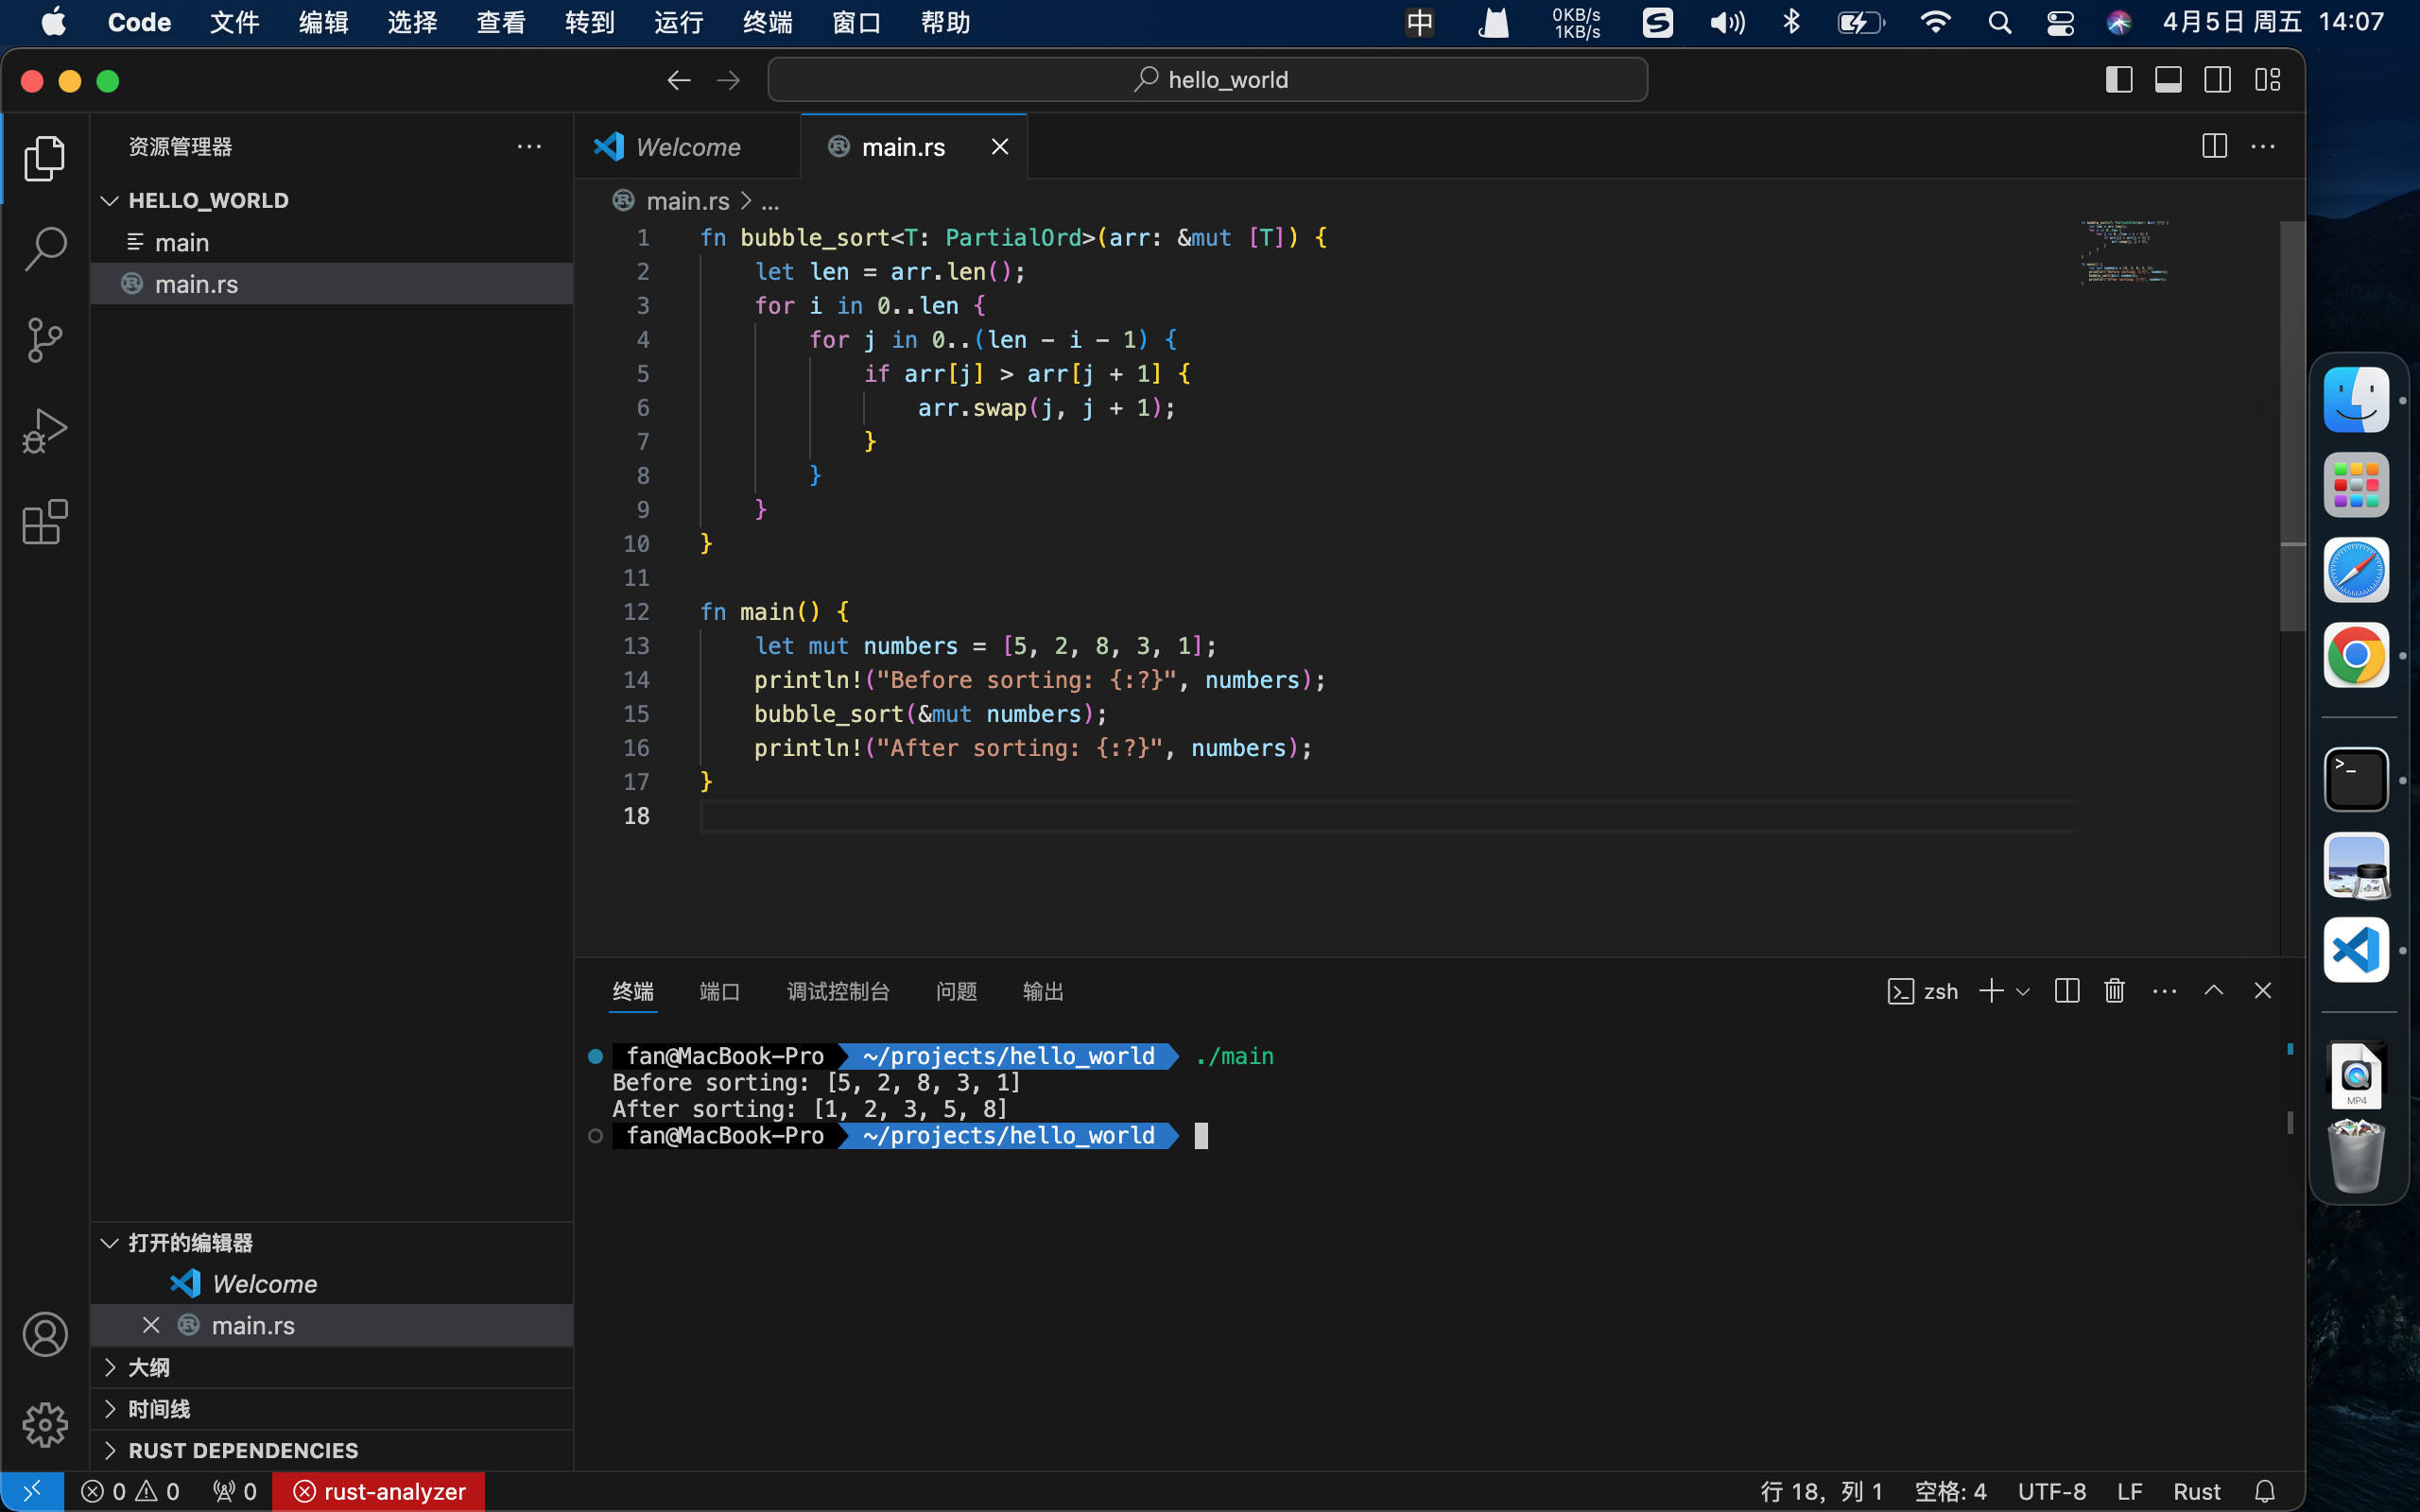 Code 文件 编辑 选择 查看 转到 运行 终端 窗口 帮助 中 0KB/s 1KB/s 4月5日 周五 14:07
hello_world
资源管理器
HELLO_WORLD
main
main.rs
Welcome main.rs
main.rs > ...
1 fn bubble_sort<T: PartialOrd>(arr: &mut [T]) {
2 let len = arr.len();
3 for i in 0..len {
4 for j in 0..(len - i - 1) {
5 if arr[j] > arr[j + 1] {
6 arr.swap(j, j + 1);
7 }
8 }
9 }
10 }
11
12 fn main() {
13 let mut numbers = [5, 2, 8, 3, 1];
14 println!("Before sorting: {:?}", numbers);
15 bubble_sort(&mut numbers);
16 println!("After sorting: {:?}", numbers);
17 }
18
终端 端口 调试控制台 问题 输出 zsh
fan@MacBook-Pro ~/projects/hello_world ./main
Before sorting: [5, 2, 8, 3, 1]
After sorting: [1, 2, 3, 5, 8]
fan@MacBook-Pro ~/projects/hello_world
打开的编辑器
Welcome
main.rs
大纲
时间线
RUST DEPENDENCIES
0 0 0 rust-analyzer 行 18，列 1 空格: 4 UTF-8 LF Rust
MP4